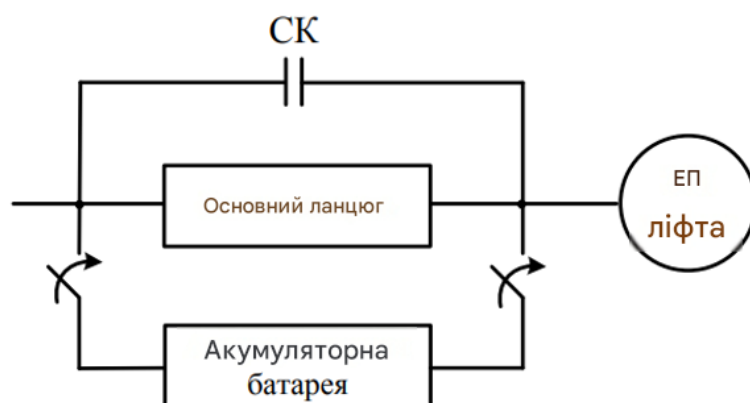 СК
Основний ланцюг
ЕП
ліфта
Акумуляторна
батарея